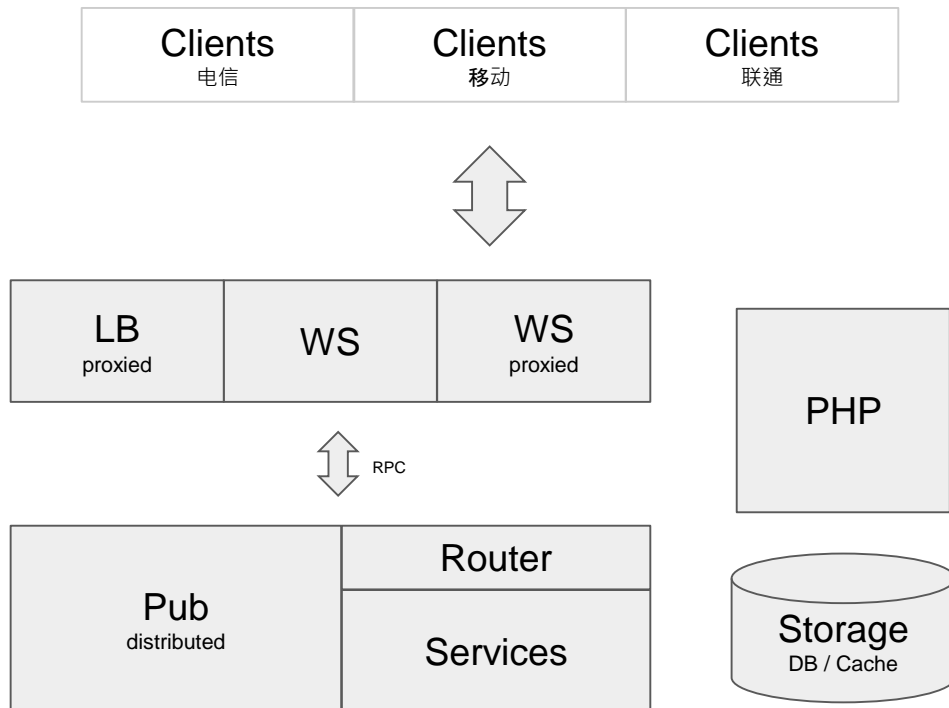 Clients
电信
Clients
移动
Clients
联通
LB
proxied
WS
WS
proxied
PHP
RPC
Pub
distributed
Router
Services
Storage
DB / Cache